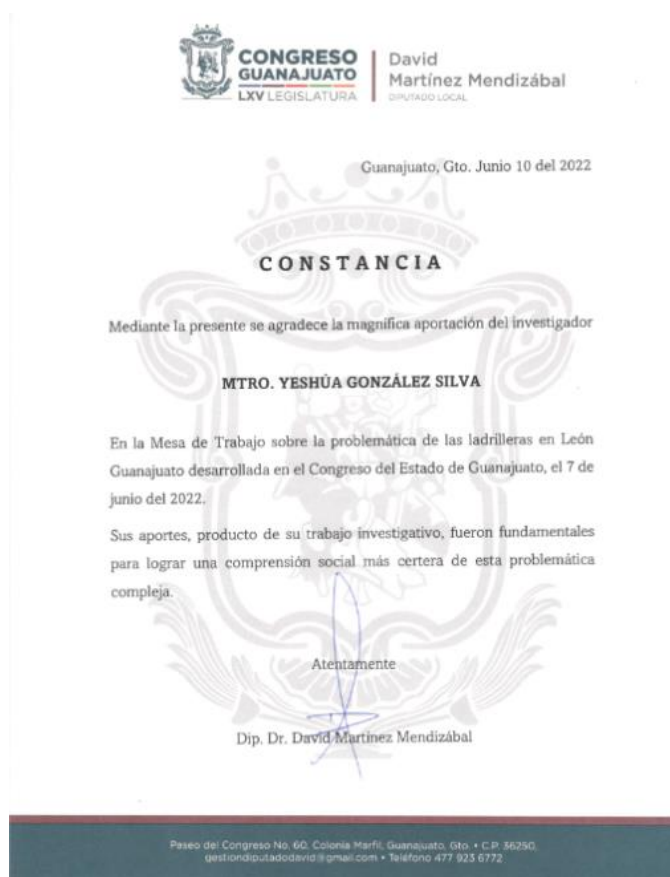 CONGRESO
GUANAJUATO
LXV LEGISLATURA
David
Martínez Mendizábal
DIPUTADO LOCAL
Guanajuato, Gto. Junio 10 del 2022
CONSTANCIA
Mediante la presente se agradece la magnifica aportación del investigador
MTRO. YESHÚA GONZÁLEZ SILVA
En la Mesa de Trabajo sobre la problemática de las ladrilleras en León
Guanajuato desarrollada en el Congreso del Estado de Guanajuato, el 7 de
junio del 2022.
Sus aportes, producto de su trabajo investigativo, fueron fundamentales
para lograr una comprensión social más certera de esta problemática
compleja.
Atentamente
Dip. Dr. David Martínez Mendizábal
Paseo del Congreso No. 60, Colonia Marfil, Guanajuato, Gto. • C.P. 36250,
gestiondiputadodavid@gmail.com • Teléfono 477 923 6772